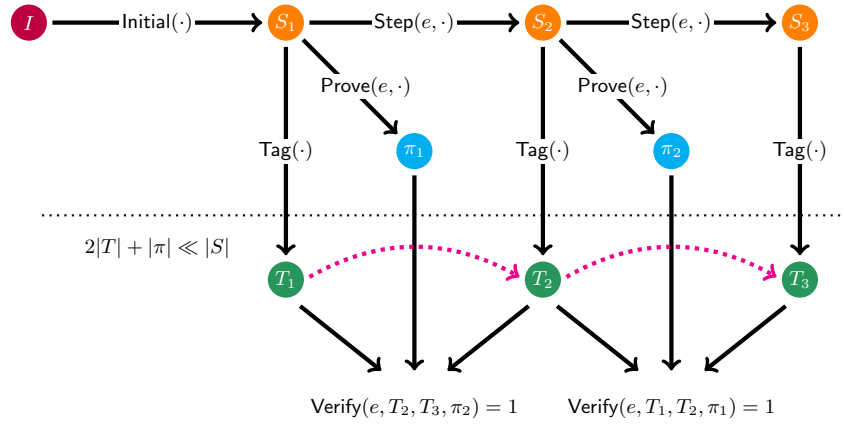 I Initial(·) S₁ Step(e, ·) S₂ Step(e, ·) S₃
Prove(e, ·) Prove(e, ·)
Tag(·) π₁ Tag(·) π₂ Tag(·)
2|T| + |π| ≪ |S|
T₁ T₂ T₃
Verify(e, T₂, T₃, π₂) = 1 Verify(e, T₁, T₂, π₁) = 1